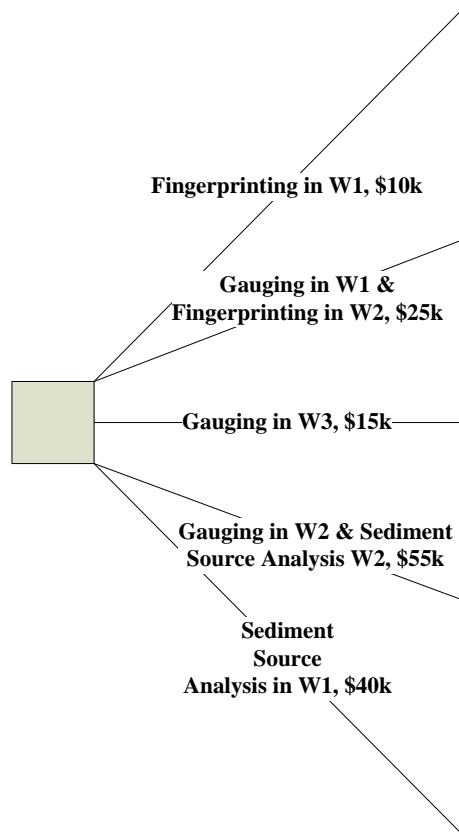 Fingerprinting in W1, $10k
Gauging in W1 &
Fingerprinting in W2, $25k
Gauging in W3, $15k
Gauging in W2 & Sediment
Source Analysis W2, $55k
Sediment
Source
Analysis in W1, $40k